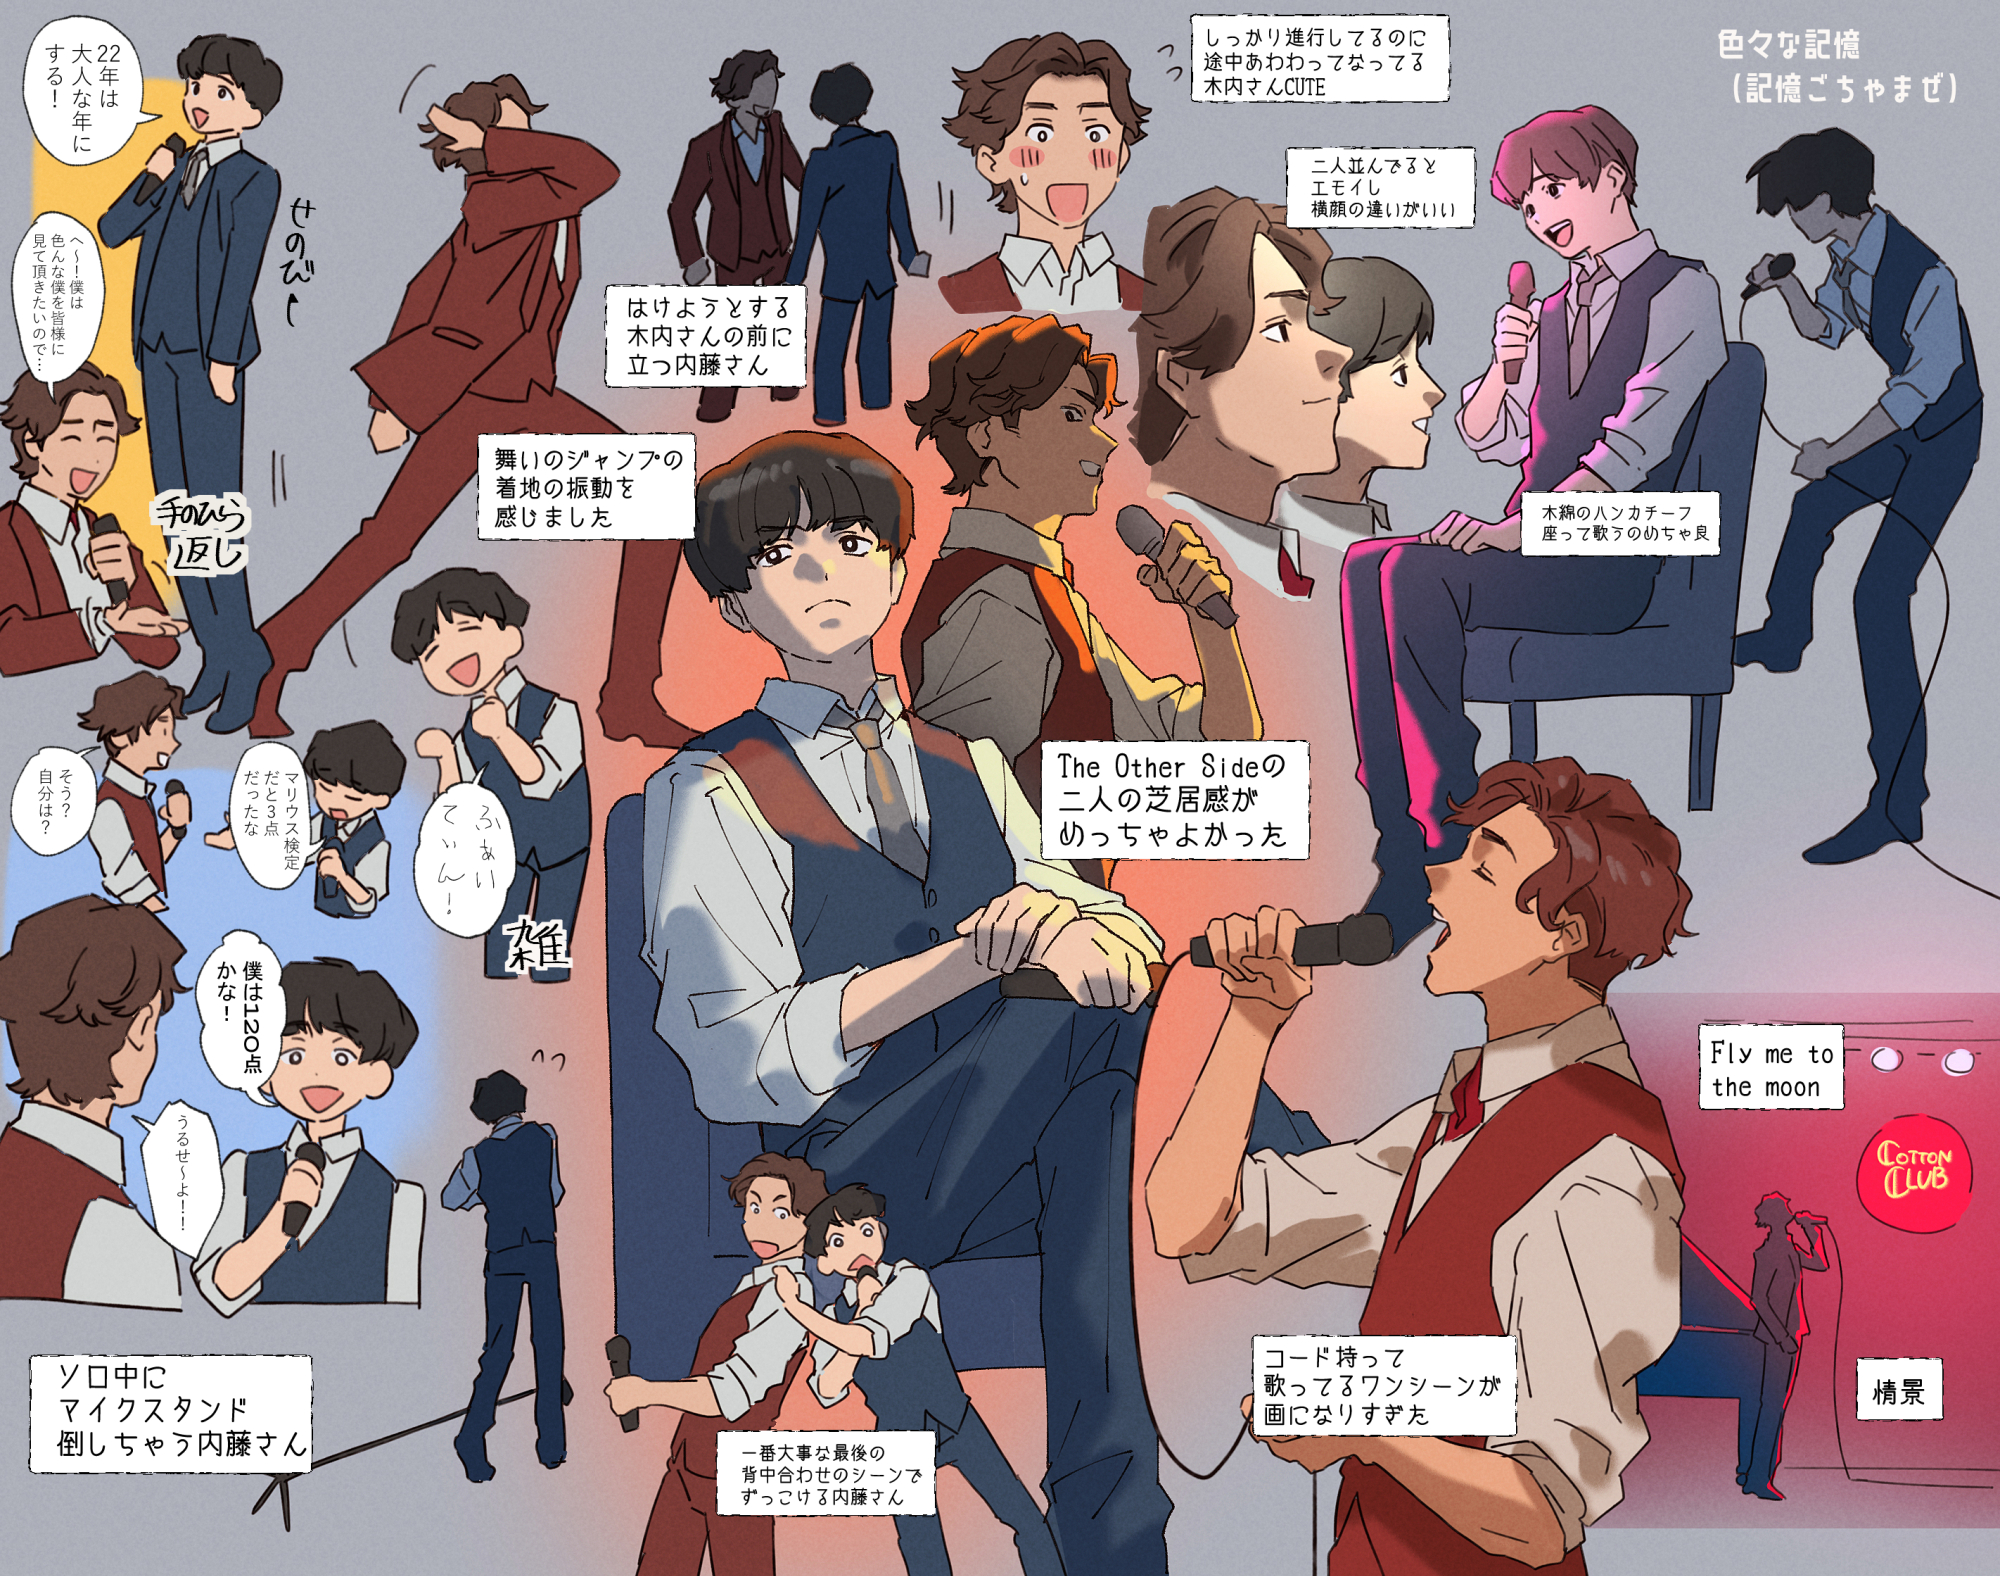 色々な記憶
(記憶ごちゃまぜ)
22年は
大人な年に
する!
せのびー
へ〜!僕は
色んな僕を皆様に
見て頂きたいので…
手のひら
返し
はけようとする
木内さんの前に
立つ内藤さん
しっかり進行してるのに
途中あわわってなってる
木内さんCUTE
二人並んでると
エモイし
横顔の違いがいい
木綿のハンカチーフ
座って歌うのめちゃ良
舞いのジャンプの
着地の振動を
感じました
The Other Sideの
二人の芝居感が
めっちゃよかった
そう?
自分は?
マリウス検定
だと3点
だったな
ふぁい
てぃん!
雑
僕は120点
かな!
うるせ〜よ!!
Fly me to
the moon
COTTON
CLUB
情景
コード持って
歌ってるワンシーンが
画になりすぎた
ソロ中に
マイクスタンド
倒しちゃう内藤さん
一番大事な最後の
背中合わせのシーンで
ずっこける内藤さん